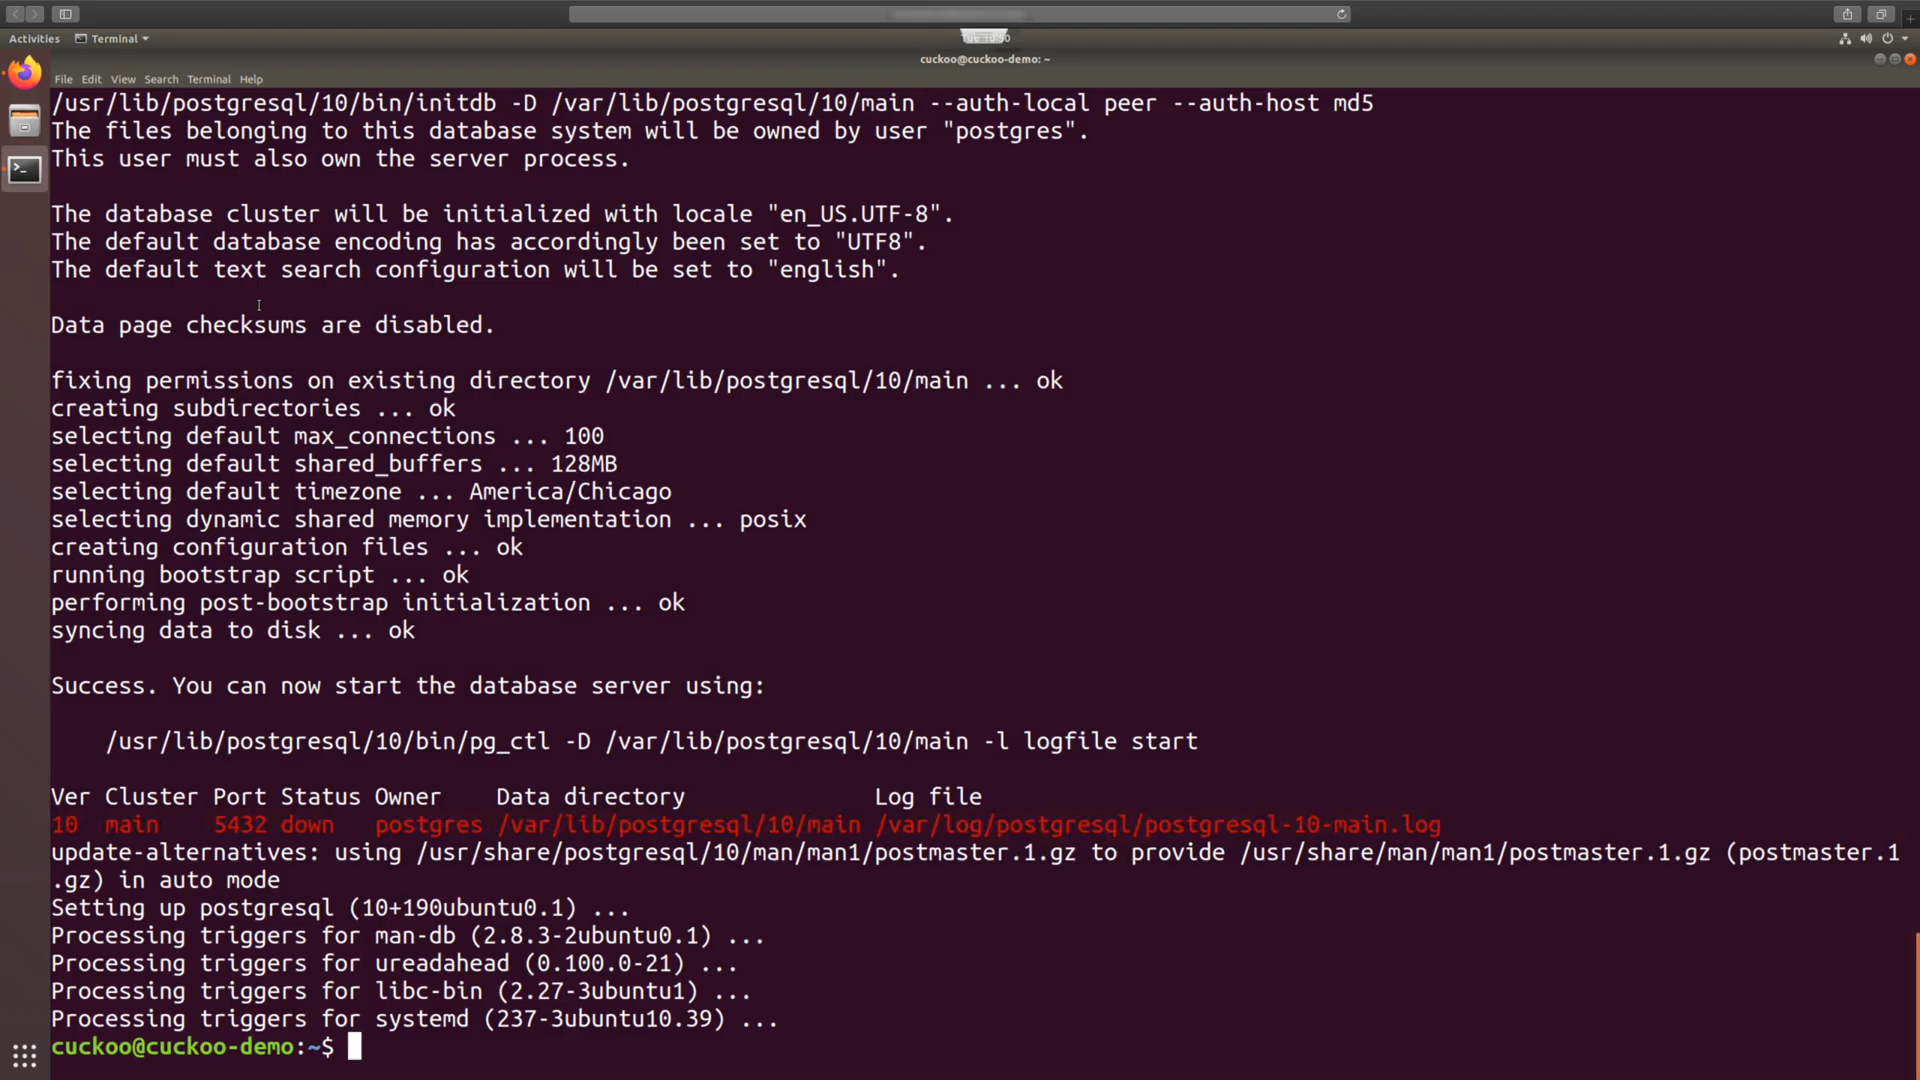 Activities
Terminal
Tue 10:50
cuckoo@cuckoo-demo: ~
File Edit View Search Terminal Help
/usr/lib/postgresql/10/bin/initdb -D /var/lib/postgresql/10/main --auth-local peer --auth-host md5
The files belonging to this database system will be owned by user "postgres".
This user must also own the server process.
The database cluster will be initialized with locale "en_US.UTF-8".
The default database encoding has accordingly been set to "UTF8".
The default text search configuration will be set to "english".
Data page checksums are disabled.
fixing permissions on existing directory /var/lib/postgresql/10/main ... ok
creating subdirectories ... ok
selecting default max_connections ... 100
selecting default shared_buffers ... 128MB
selecting default timezone ... America/Chicago
selecting dynamic shared memory implementation ... posix
creating configuration files ... ok
running bootstrap script ... ok
performing post-bootstrap initialization ... ok
syncing data to disk ... ok
Success. You can now start the database server using:
/usr/lib/postgresql/10/bin/pg_ctl -D /var/lib/postgresql/10/main -l logfile start
Ver Cluster Port Status Owner    Data directory              Log file
10  main    5432 down   postgres /var/lib/postgresql/10/main /var/log/postgresql/postgresql-10-main.log
update-alternatives: using /usr/share/postgresql/10/man/man1/postmaster.1.gz to provide /usr/share/man/man1/postmaster.1.gz (postmaster.1
.gz) in auto mode
Setting up postgresql (10+190ubuntu0.1) ...
Processing triggers for man-db (2.8.3-2ubuntu0.1) ...
Processing triggers for ureadahead (0.100.0-21) ...
Processing triggers for libc-bin (2.27-3ubuntu1) ...
Processing triggers for systemd (237-3ubuntu10.39) ...
cuckoo@cuckoo-demo:~$